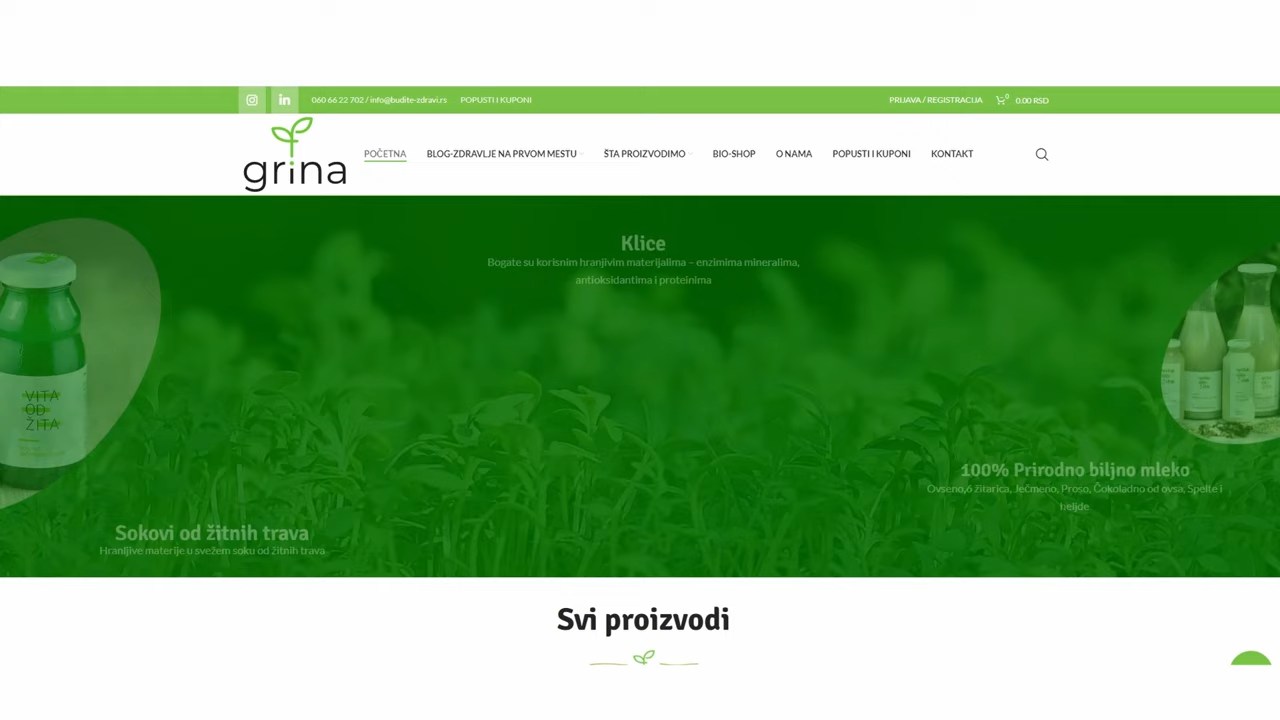 060 66 22 702 / info@budite-zdravi.rs
POPUSTI I KUPONI
PRIJAVA / REGISTRACIJA
0
0.00 RSD
grina
POČETNA
BLOG-ZDRAVLJE NA PRVOM MESTU
ŠTA PROIZVODIMO
BIO-SHOP
O NAMA
POPUSTI I KUPONI
KONTAKT
Klice
Bogate su korisnim hranjivim materijalima – enzimima mineralima,
antioksidantima i proteinima
VITA
OD
ŽITA
100% Prirodno biljno mleko
Ovseno,6 žitarica, Ječmeno, Proso, Čokoladno od ovsa, Spelte i
heljde.
Sokovi od žitnih trava
Hranljive materije u svežem soku od žitnih trava
Svi proizvodi